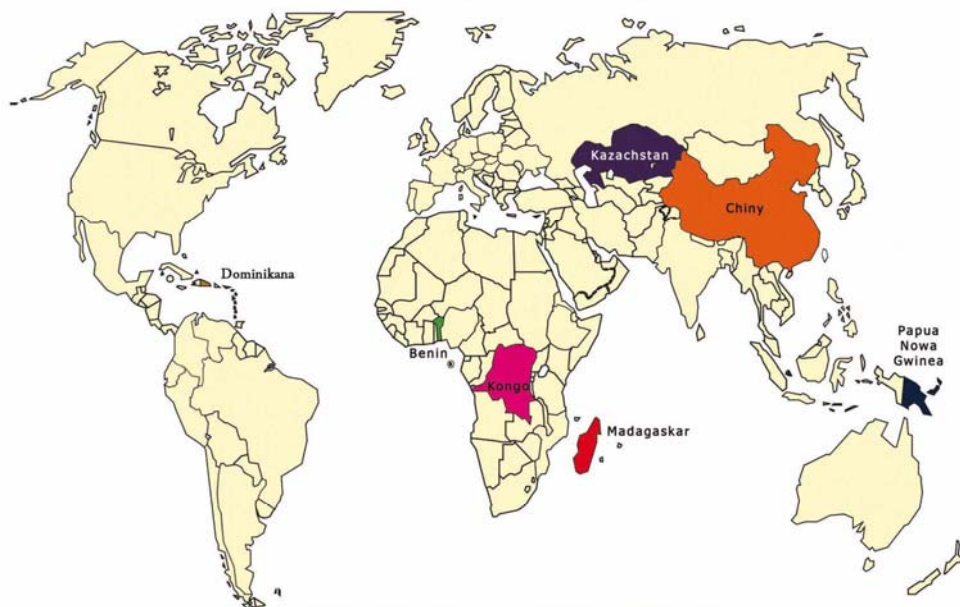 Kazachstan
Chiny
Dominikana
Benin
Kongo
Papua
Nowa
Gwinea
Madagaskar